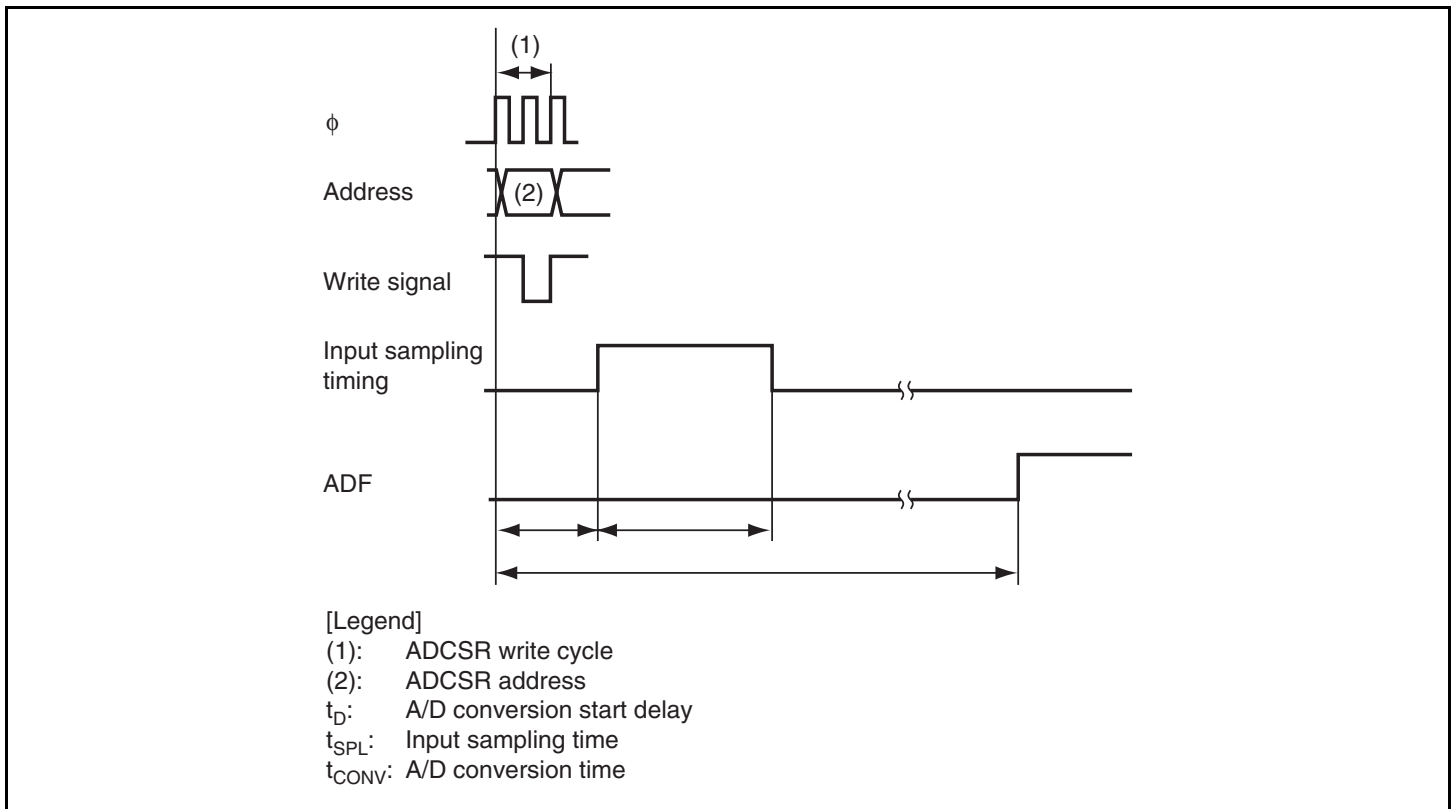 (1)
ϕ
Address
(2)
Write signal
Input sampling
timing
ADF
[Legend]
(1): ADCSR write cycle
(2): ADCSR address
tD: A/D conversion start delay
tSPL: Input sampling time
tCONV: A/D conversion time